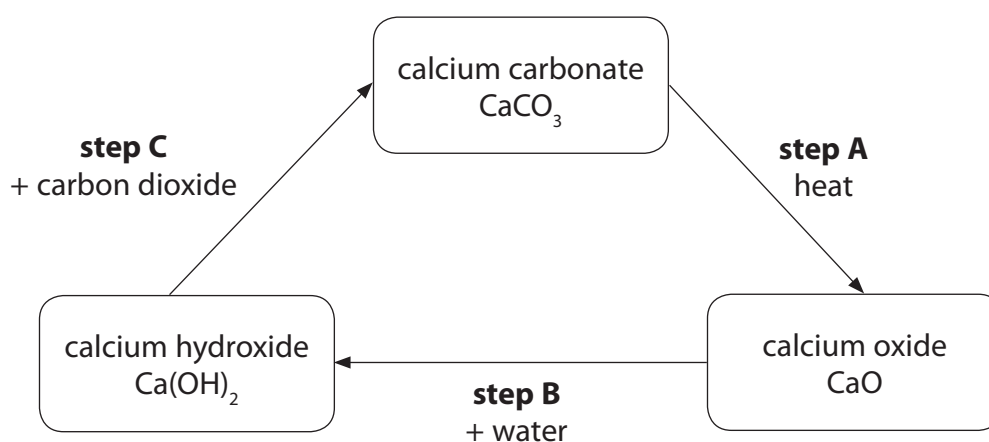 calcium carbonate
CaCO₃
step C
+ carbon dioxide
step A
heat
calcium hydroxide
Ca(OH)₂
step B
+ water
calcium oxide
CaO